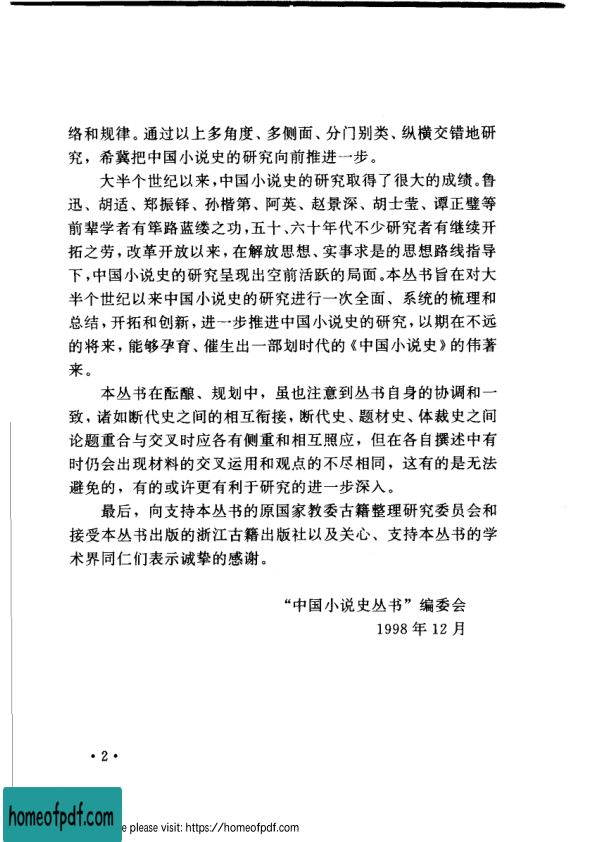 络和规律。通过以上多角度、多侧面、分门别类、纵横交错地研
究，希冀把中国小说史的研究向前推进一步。
大半个世纪以来，中国小说史的研究取得了很大的成绩。鲁
迅、胡适、郑振铎、孙楷第、阿英、赵景深、胡士莹、谭正璧等
前辈学者有筚路蓝缕之功，五十、六十年代不少研究者有继续开
拓之劳，改革开放以来，在解放思想、实事求是的思想路线指导
下，中国小说史的研究呈现出空前活跃的局面。本丛书旨在对大
半个世纪以来中国小说史的研究进行一次全面、系统的梳理和
总结，开拓和创新，进一步推进中国小说史的研究，以期在不远
的将来，能够孕育、催生出一部划时代的《中国小说史》的伟著
来。
本丛书在酝酿、规划中，虽也注意到丛书自身的协调和一
致，诸如断代史之间的相互衔接，断代史、题材史、体裁史之间
论题重合与交叉时应各有侧重和相互照应，但在各自撰述中有
时仍会出现材料的交叉运用和观点的不尽相同，这有的是无法
避免的，有的或许更有利于研究的进一步深入。
最后，向支持本丛书的原国家教委古籍整理研究委员会和
接受本丛书出版的浙江古籍出版社以及关心、支持本丛书的学
术界同仁们表示诚挚的感谢。
“中国小说史丛书”编委会
1998年12月
·2·
homeofpdf.com
e please visit: https://homeofpdf.com